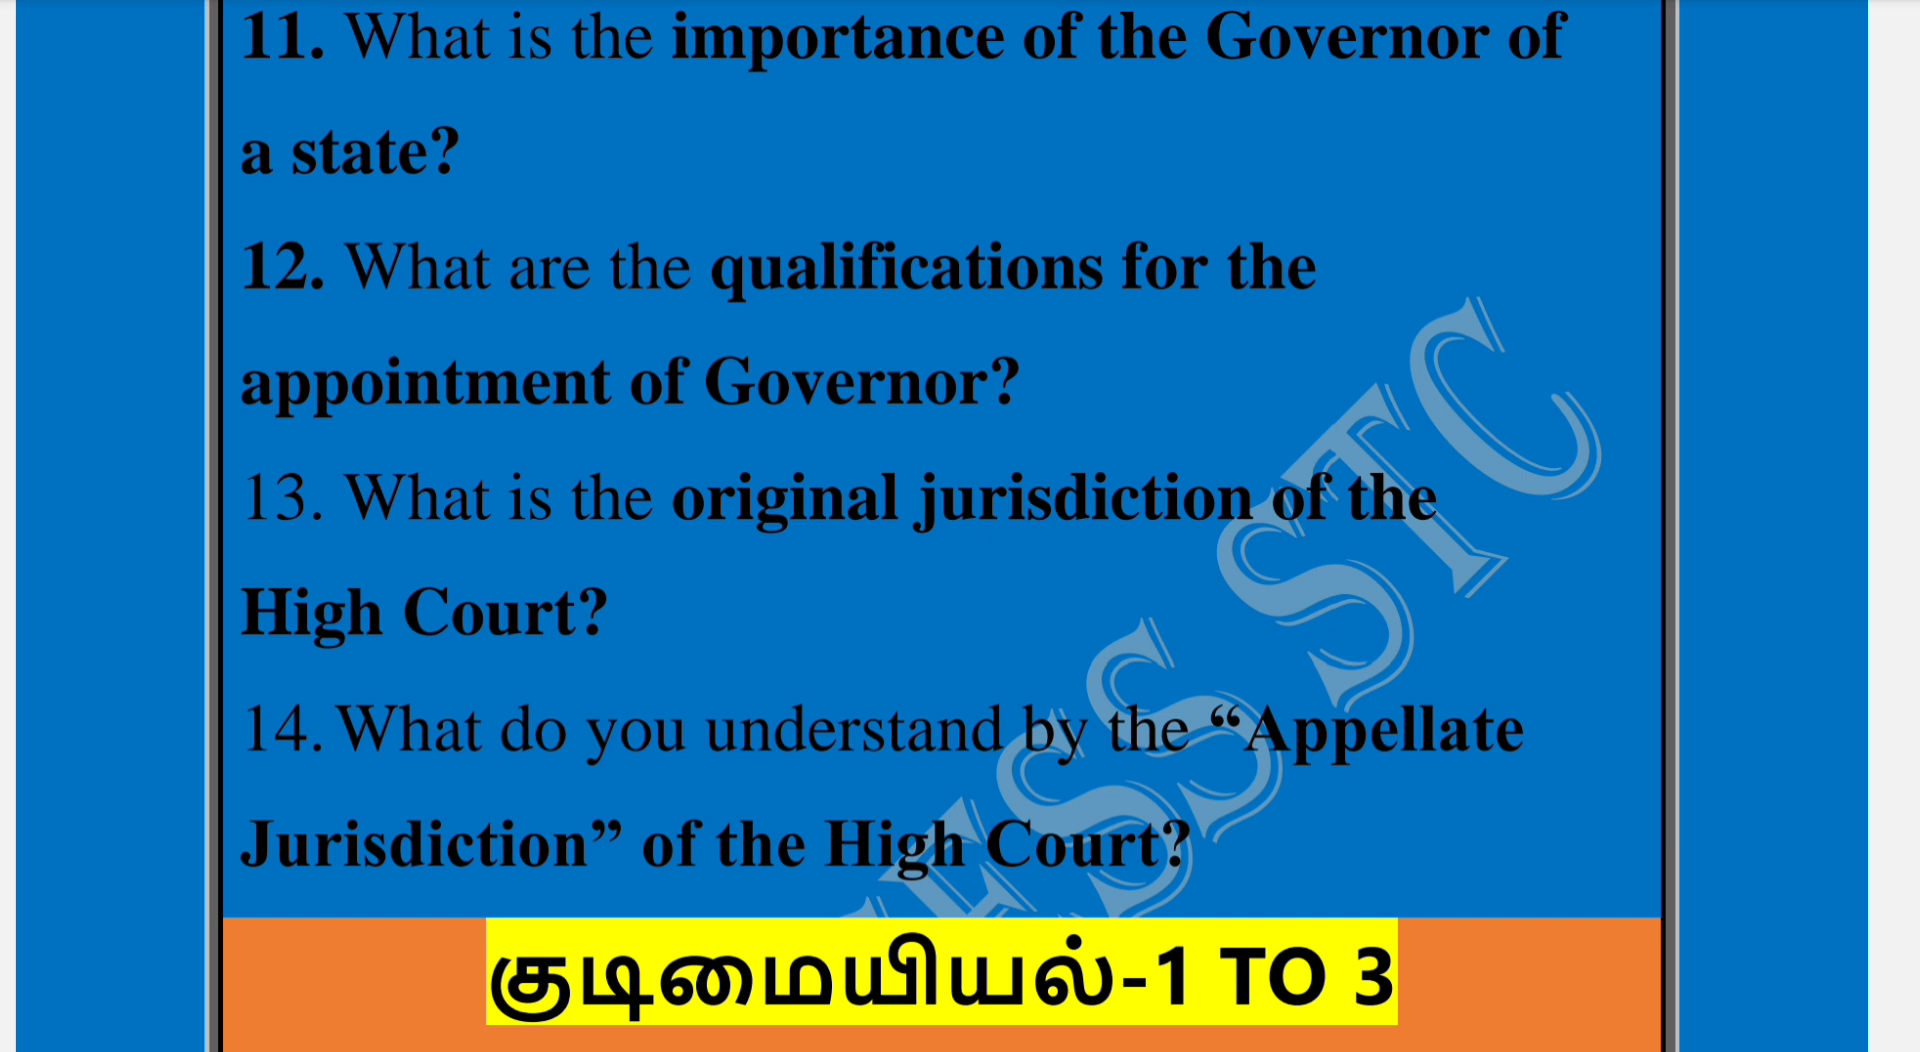 11. What is the importance of the Governor of
a state?
12. What are the qualifications for the
appointment of Governor?
13. What is the original jurisdiction of the
High Court?
14. What do you understand by the “Appellate
Jurisdiction” of the High Court?
குடிமையியல்-1 TO 3
ESS STC